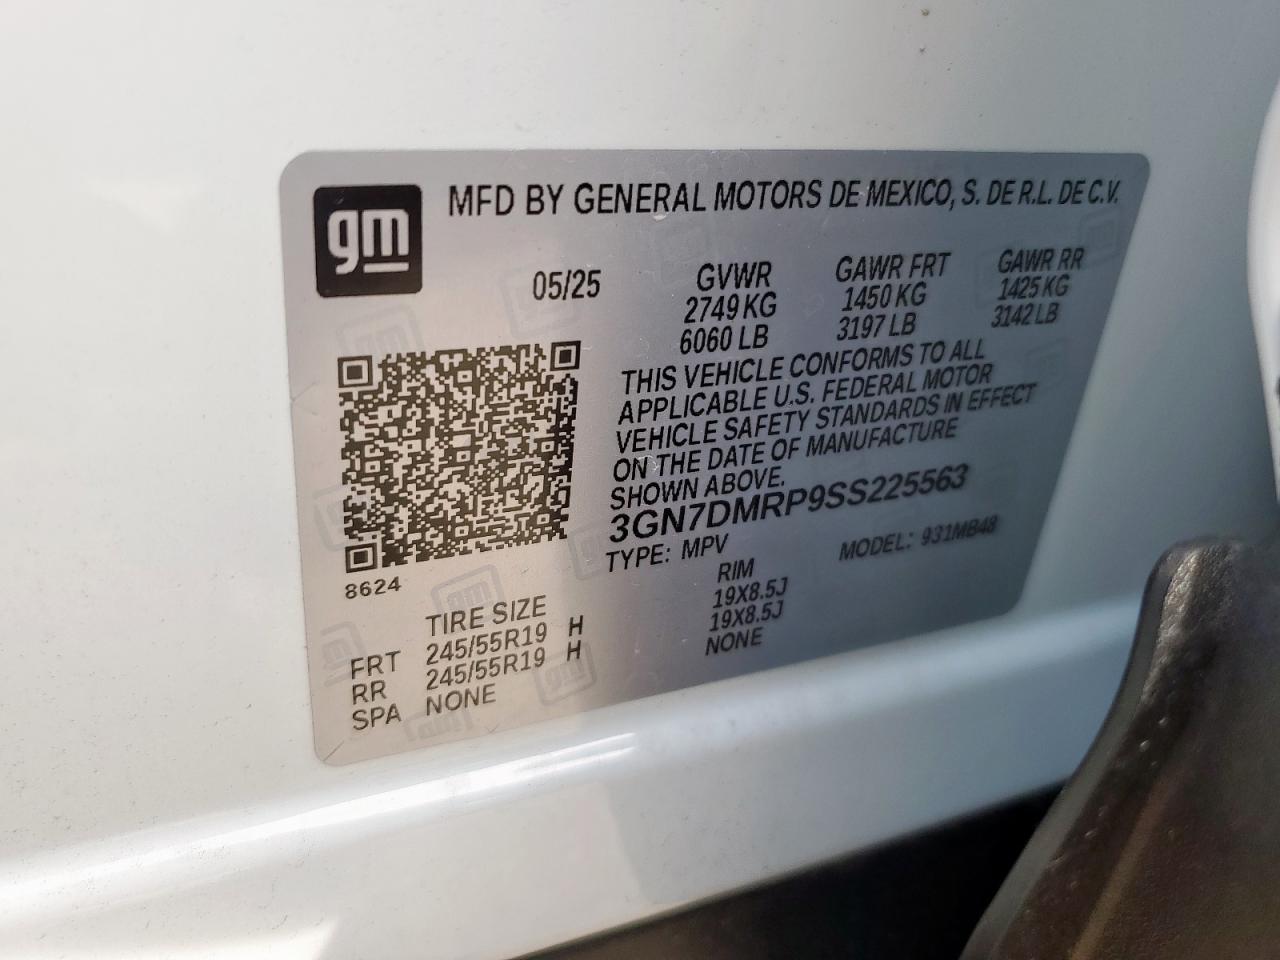 gm
MFD BY GENERAL MOTORS DE MEXICO, S. DE R.L. DE C.V.
05/25 GVWR GAWR FRT GAWR RR
2749 KG 1450 KG 1425 KG
6060 LB 3197 LB 3142 LB
THIS VEHICLE CONFORMS TO ALL
APPLICABLE U.S. FEDERAL MOTOR
VEHICLE SAFETY STANDARDS IN EFFECT
ON THE DATE OF MANUFACTURE
SHOWN ABOVE.
3GN7DMRP9SS225563
TYPE: MPV MODEL: 931MB48
8624
TIRE SIZE RIM
FRT 245/55R19 H 19X8.5J
RR 245/55R19 H 19X8.5J
SPA NONE NONE